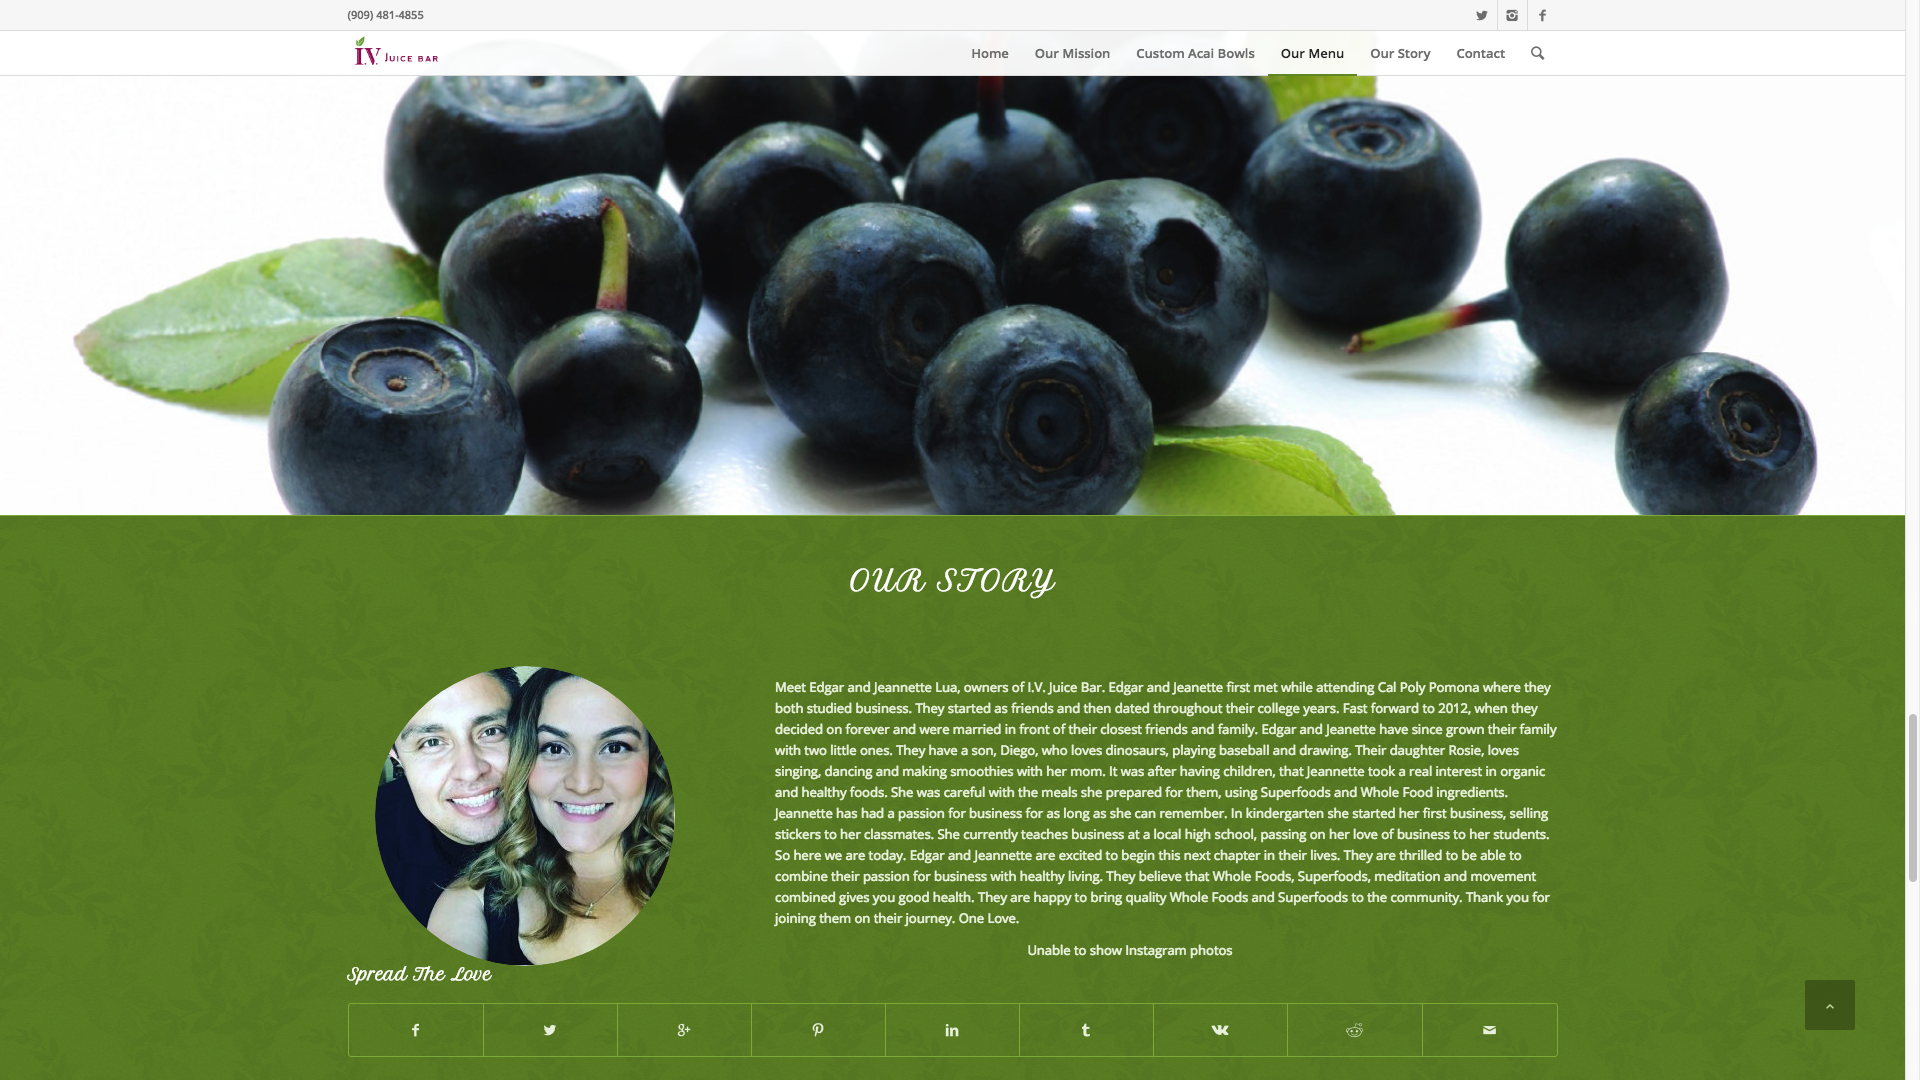 (909) 481-4855
I.V. JUICE BAR
Home Our Mission Custom Acai Bowls Our Menu Our Story Contact
OUR STORY
Meet Edgar and Jeannette Lua, owners of I.V. Juice Bar. Edgar and Jeanette first met while attending Cal Poly Pomona where they
both studied business. They started as friends and then dated throughout their college years. Fast forward to 2012, when they
decided on forever and were married in front of their closest friends and family. Edgar and Jeanette have since grown their family
with two little ones. They have a son, Diego, who loves dinosaurs, playing baseball and drawing. Their daughter Rosie, loves
singing, dancing and making smoothies with her mom. It was after having children, that Jeannette took a real interest in organic
and healthy foods. She was careful with the meals she prepared for them, using Superfoods and Whole Food ingredients.
Jeannette has had a passion for business for as long as she can remember. In kindergarten she started her first business, selling
stickers to her classmates. She currently teaches business at a local high school, passing on her love of business to her students.
So here we are today. Edgar and Jeannette are excited to begin this next chapter in their lives. They are thrilled to be able to
combine their passion for business with healthy living. They believe that Whole Foods, Superfoods, meditation and movement
combined gives you good health. They are happy to bring quality Whole Foods and Superfoods to the community. Thank you for
joining them on their journey. One Love.
Unable to show Instagram photos
Spread The Love